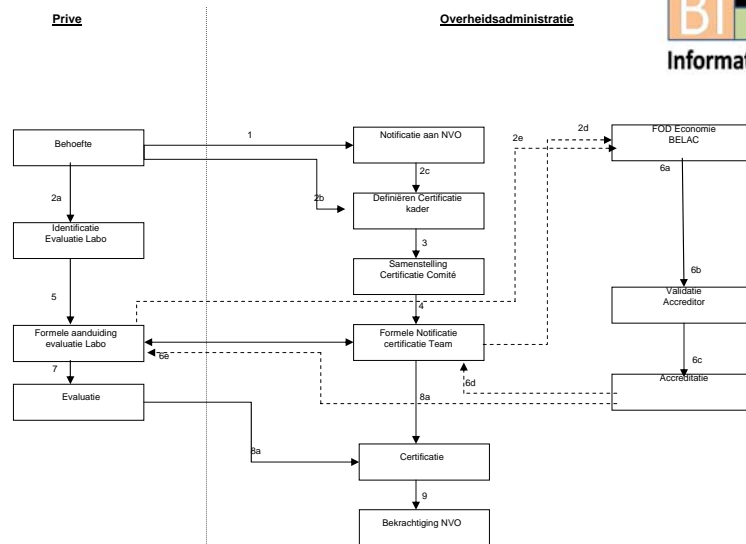 Prive
Overheidsadministratie
BI
Informat
Behoefte
1
Notificatie aan NVO
2e
2d
FOD Economie
BELAC
2a
2b
2c
6a
Identificatie
Evaluatie Labo
Definiëren Certificatie
kader
3
Samenstelling
Certificatie Comité
6b
Validatie
Accreditor
5
4
Formele aanduiding
evaluatie Labo
6e
Formele Notificatie
certificatie Team
6c
7
6d
Accreditatie
Evaluatie
8a
8a
Certificatie
9
Bekrachtiging NVO